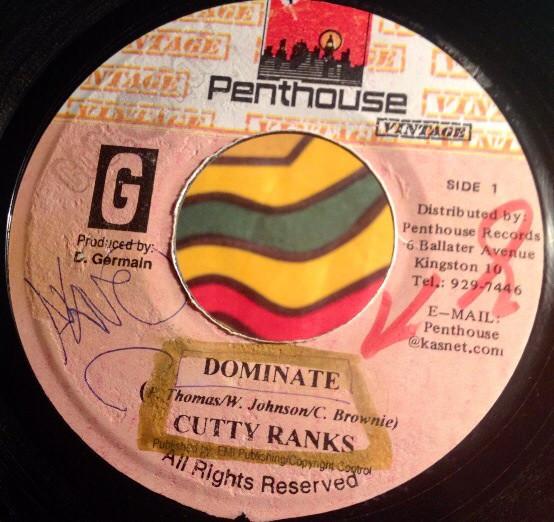 VINTAGE
Penthouse
VINTAGE
G
Produced by:
D. Germain
SIDE 1
Distributed by:
Penthouse Records
6 Ballater Avenue
Kingston 10
Tel.: 929-7446
E-MAIL:
Penthouse
@kasnet.com
DOMINATE
Thomas/W. Johnson/C. Brownie)
CUTTY RANKS
Published by: EMI Publishing/Copyright Control
All Rights Reserved